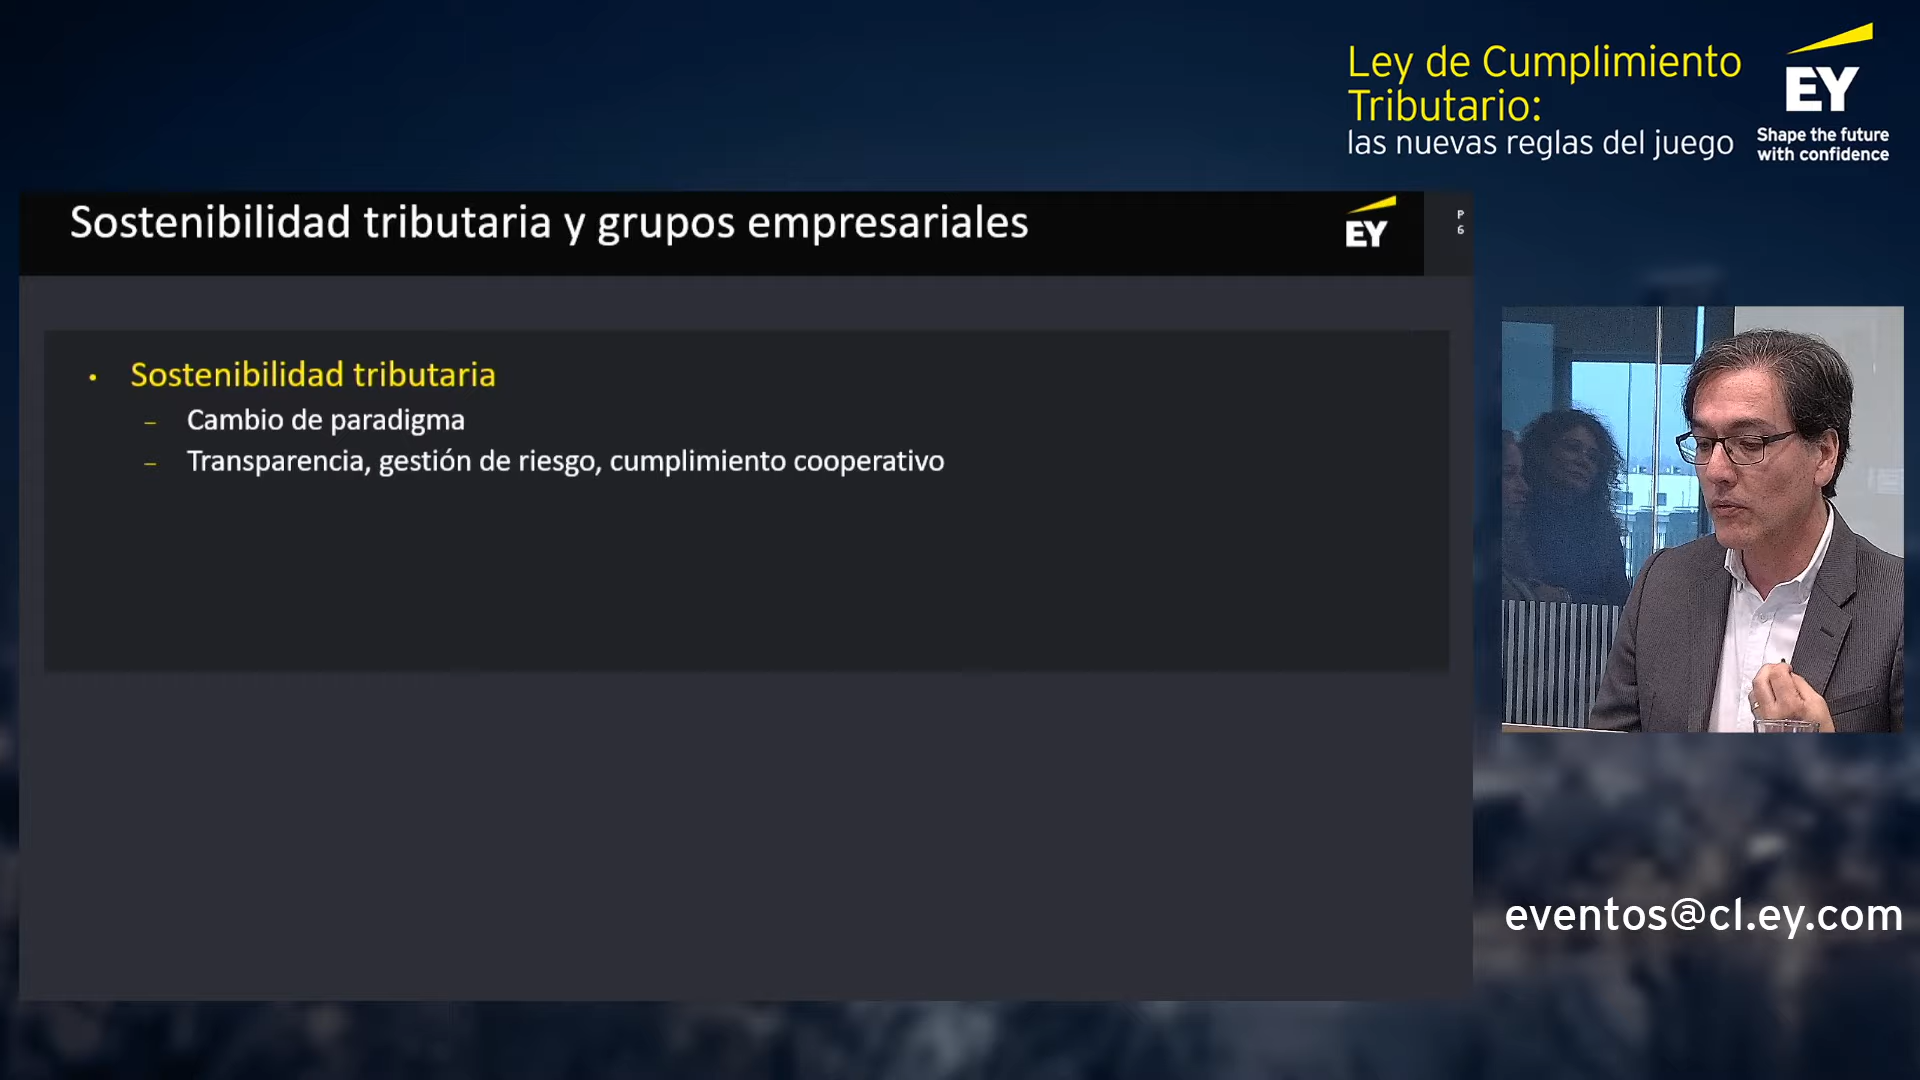 Ley de Cumplimiento
Tributario:
las nuevas reglas del juego
EY
Shape the future
with confidence
Sostenibilidad tributaria y grupos empresariales
EY
P
6
• Sostenibilidad tributaria
– Cambio de paradigma
– Transparencia, gestión de riesgo, cumplimiento cooperativo
eventos@cl.ey.com